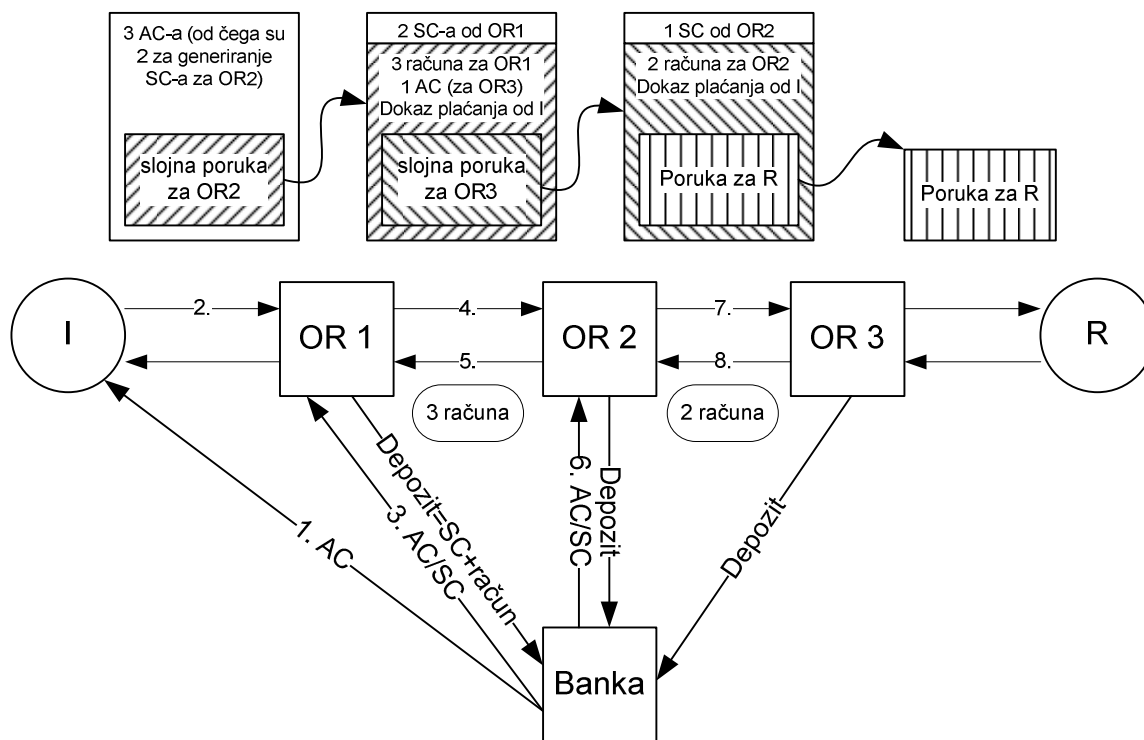 3 AC-a (od čega su
2 za generiranje
SC-a za OR2)
slojna poruka
za OR2
2 SC-a od OR1
3 računa za OR1
1 AC (za OR3)
Dokaz plaćanja od I
slojna poruka
za OR3
1 SC od OR2
2 računa za OR2
Dokaz plaćanja od I
Poruka za R
Poruka za R
I
2.
OR 1
4.
5.
OR 2
7.
8.
OR 3
R
3 računa
2 računa
1. AC
3. AC/SC
Depozit=SC+račun
6. AC/SC
Depozit
Depozit
Banka